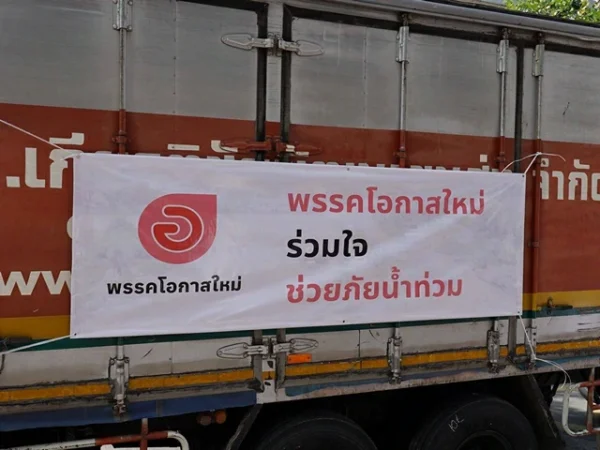 พรรคโอกาสใหม่
พรรคโอกาสใหม่
ร่วมใจ
ช่วยภัยน้ำท่วม
www.